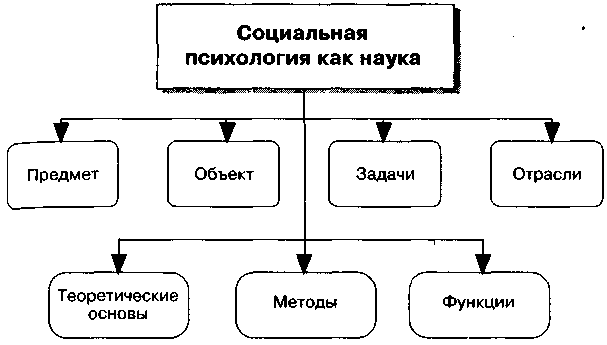 Социальная
психология как наука
Предмет
Объект
Задачи
Отрасли
Теоретические
основы
Методы
Функции